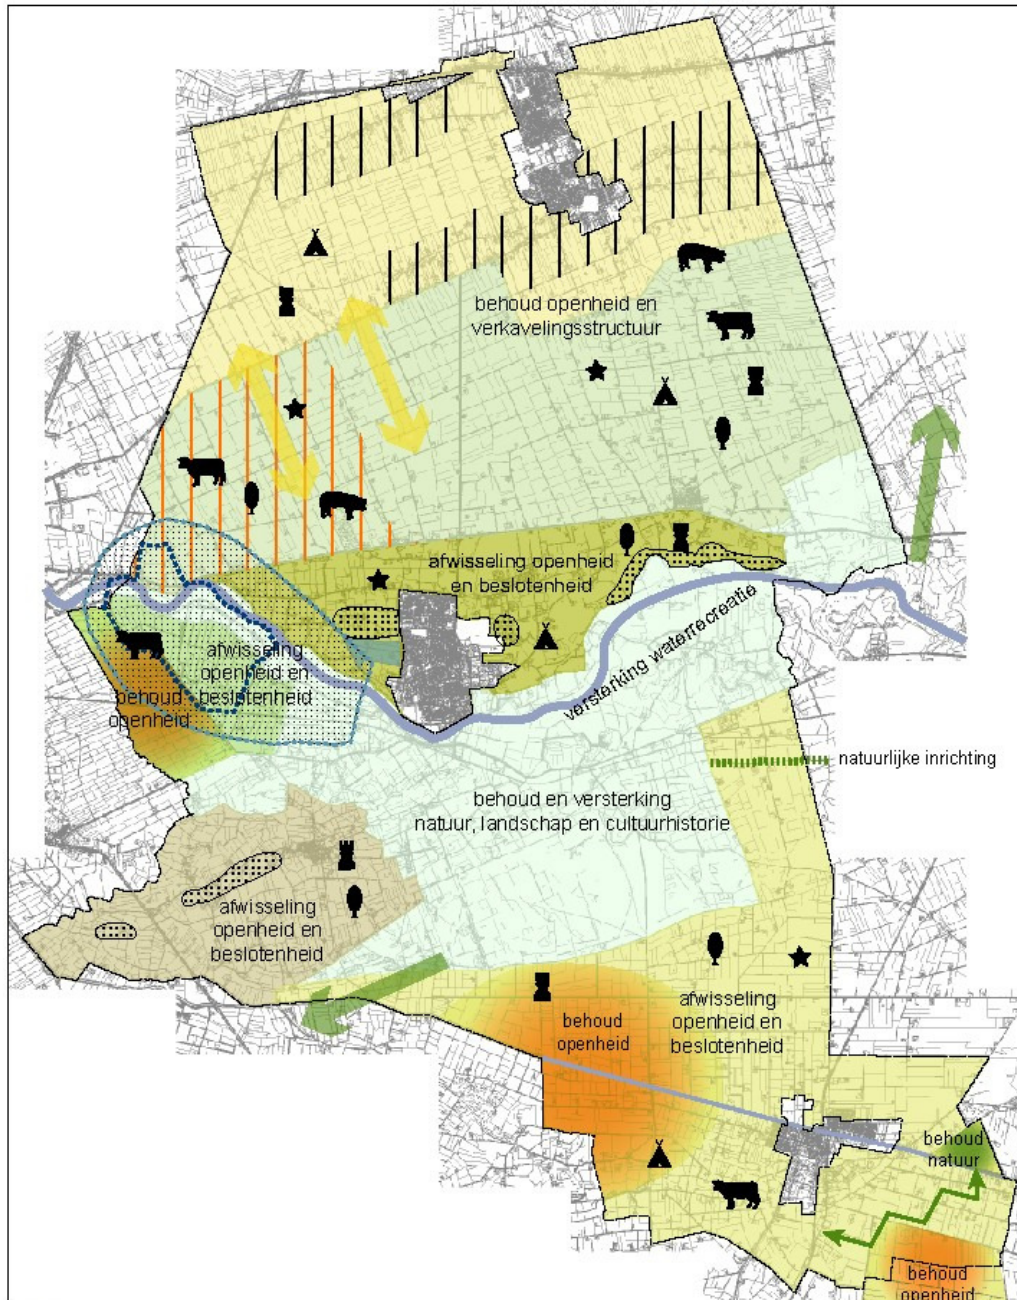 behoud openheid en
verkavelingsstructuur
afwisseling openheid
en beslotenheid
afwisseling
openheid en
beslotenheid
behoud
openheid
versterking waterrecreatie
natuurlijke inrichting
behoud en versterking
natuur, landschap en cultuurhistorie
afwisseling
openheid en
beslotenheid
behoud
openheid
afwisseling
openheid en
beslotenheid
behoud
natuur
behoud
openheid